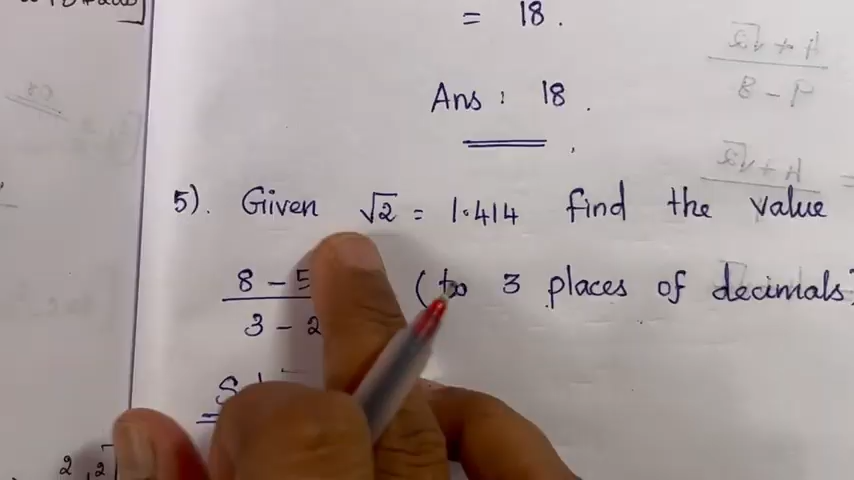 = 18.
Ans : 18.
5). Given √2 = 1.414 find the value
8 - 5
(to 3 places of decimals)
3 - 2